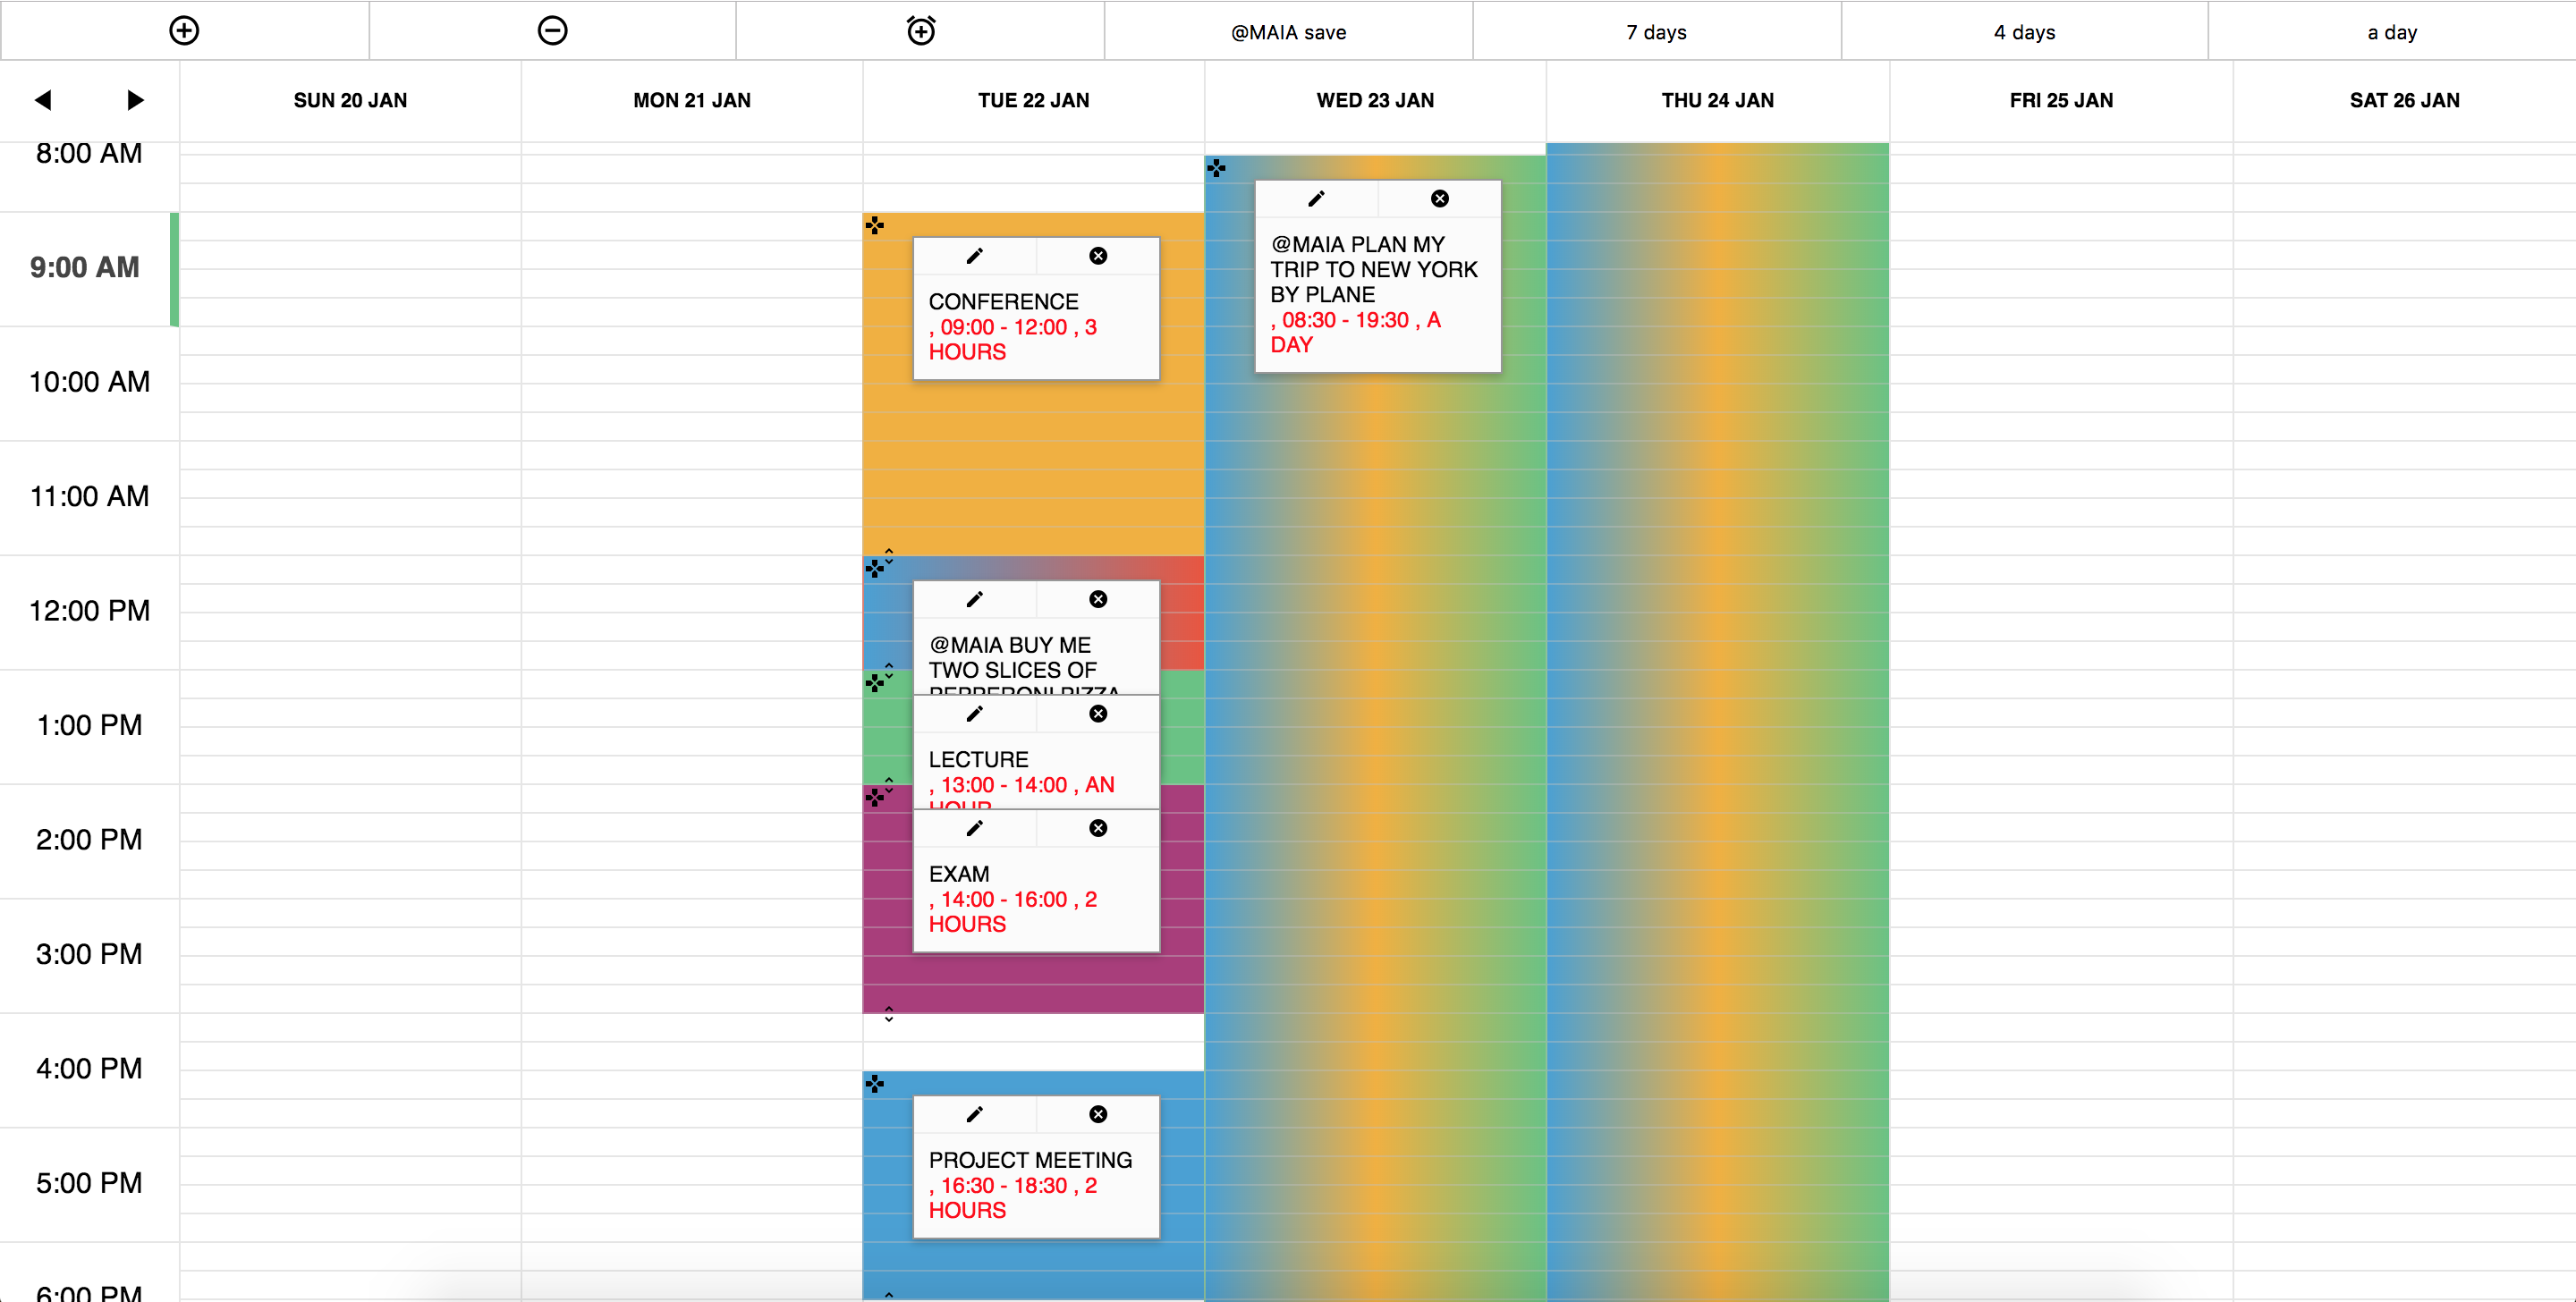 @MAIA save
7 days
4 days
a day
SUN 20 JAN
MON 21 JAN
TUE 22 JAN
WED 23 JAN
THU 24 JAN
FRI 25 JAN
SAT 26 JAN
8:00 AM
9:00 AM
10:00 AM
11:00 AM
12:00 PM
1:00 PM
2:00 PM
3:00 PM
4:00 PM
5:00 PM
6:00 PM
CONFERENCE
, 09:00 - 12:00 , 3
HOURS
@MAIA BUY ME
TWO SLICES OF
PEPPERONI PIZZA
LECTURE
, 13:00 - 14:00 , AN
HOUR
EXAM
, 14:00 - 16:00 , 2
HOURS
PROJECT MEETING
, 16:30 - 18:30 , 2
HOURS
@MAIA PLAN MY
TRIP TO NEW YORK
BY PLANE
, 08:30 - 19:30 , A
DAY